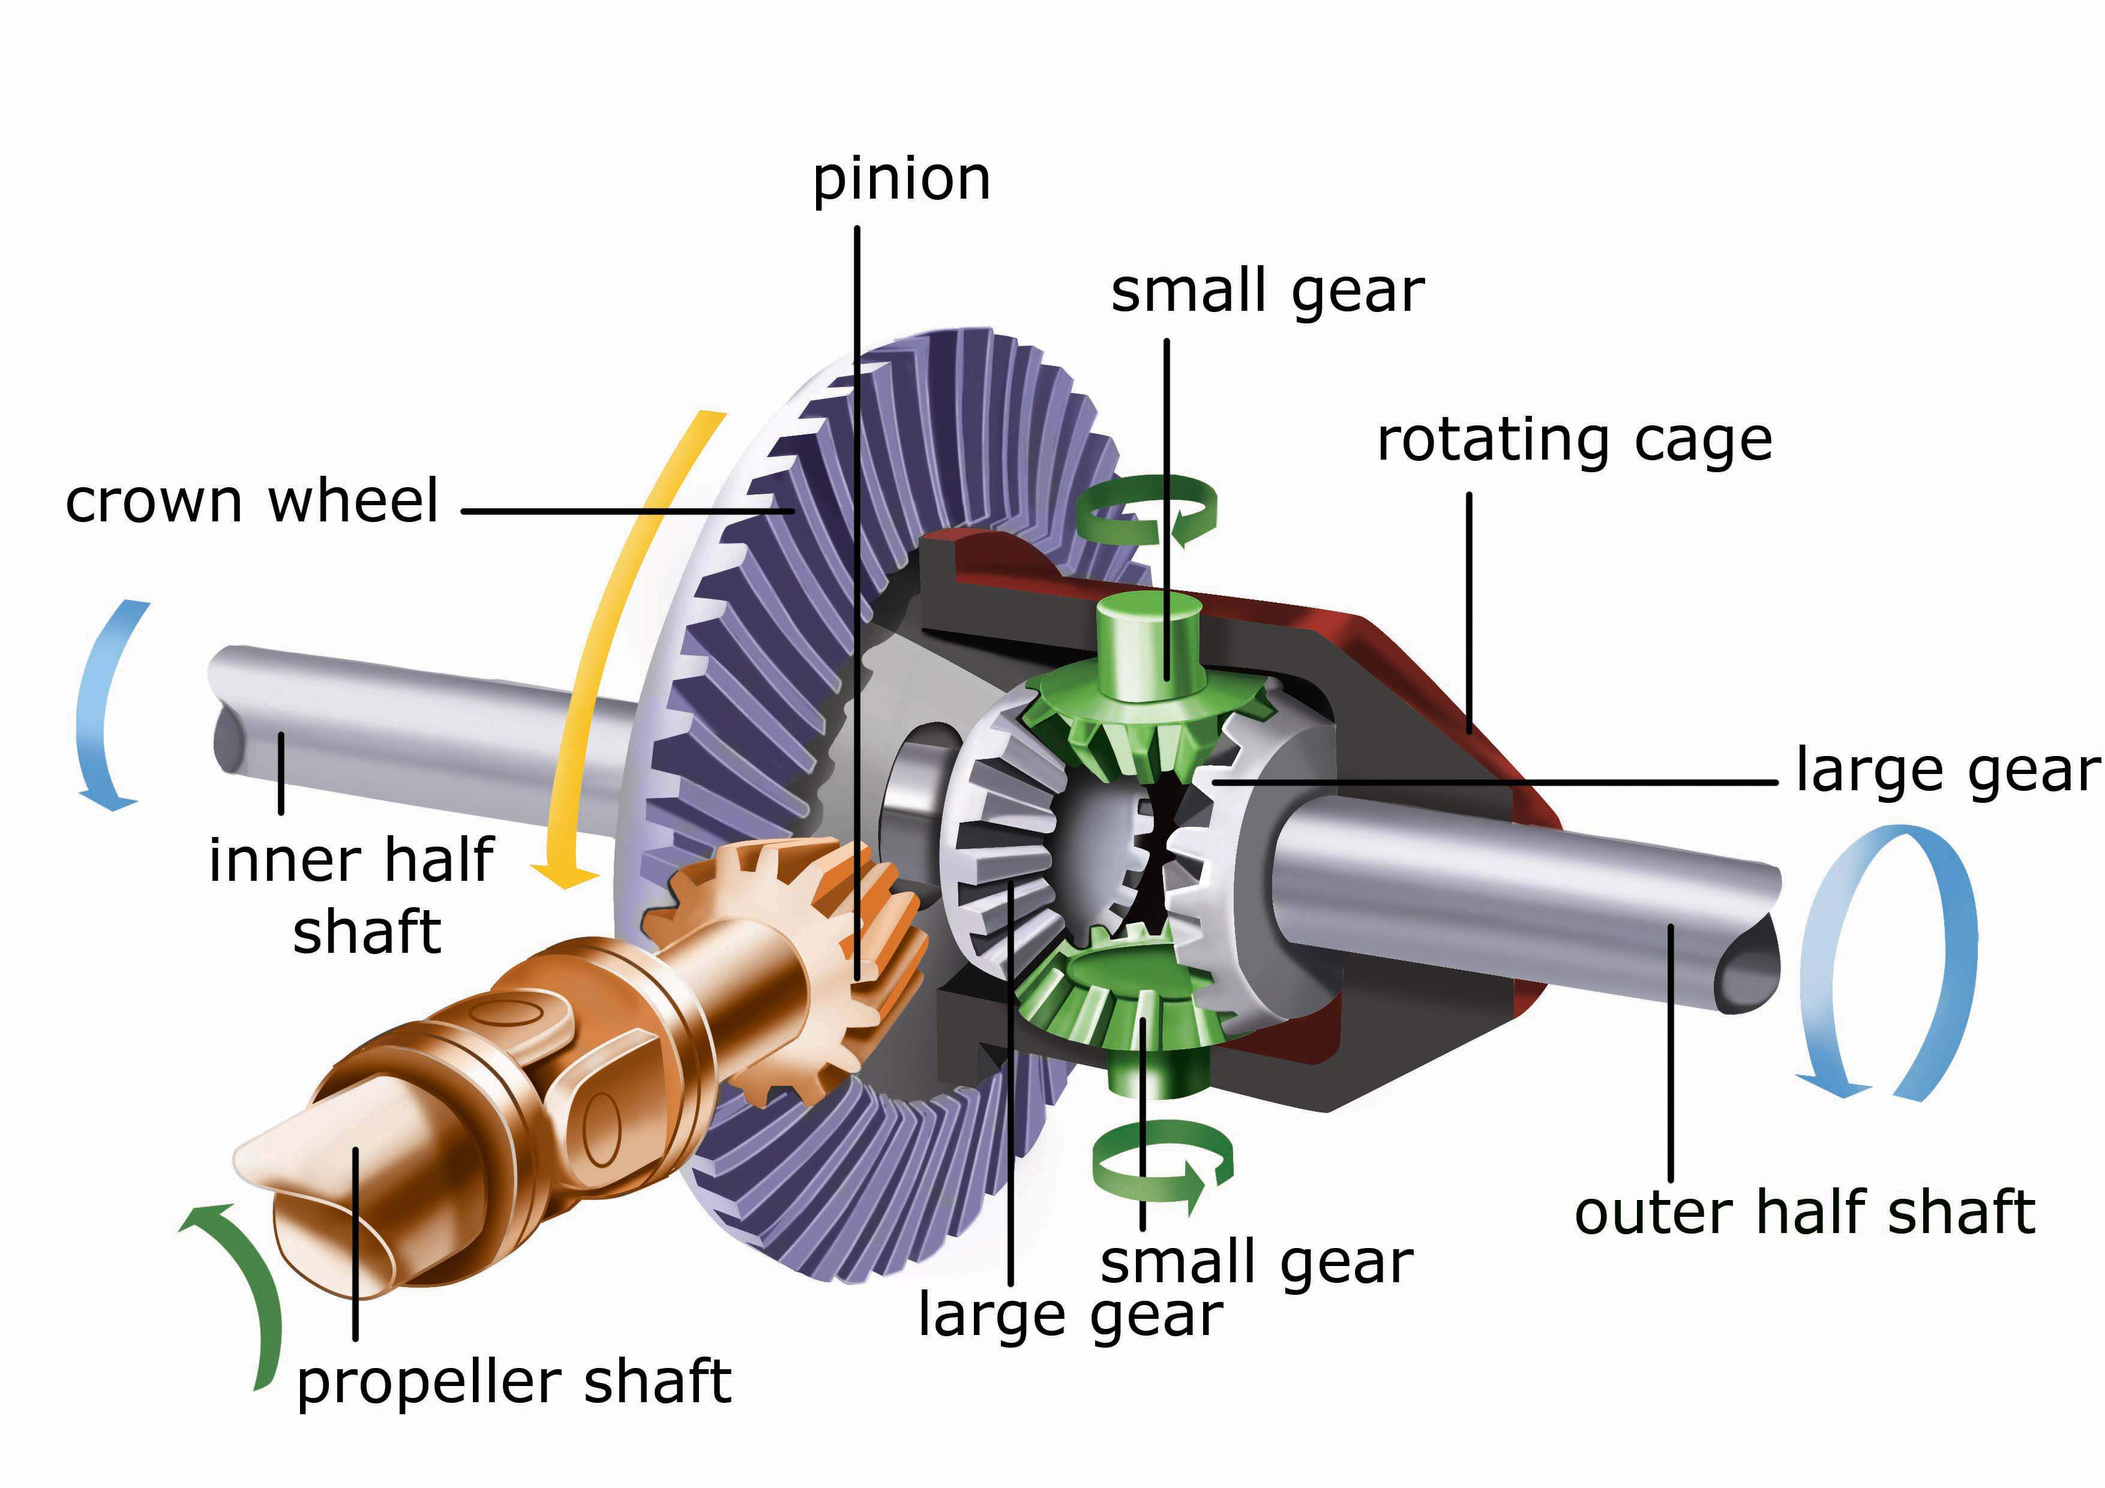 pinion
small gear
rotating cage
crown wheel
large gear
inner half
shaft
outer half shaft
small gear
large gear
propeller shaft